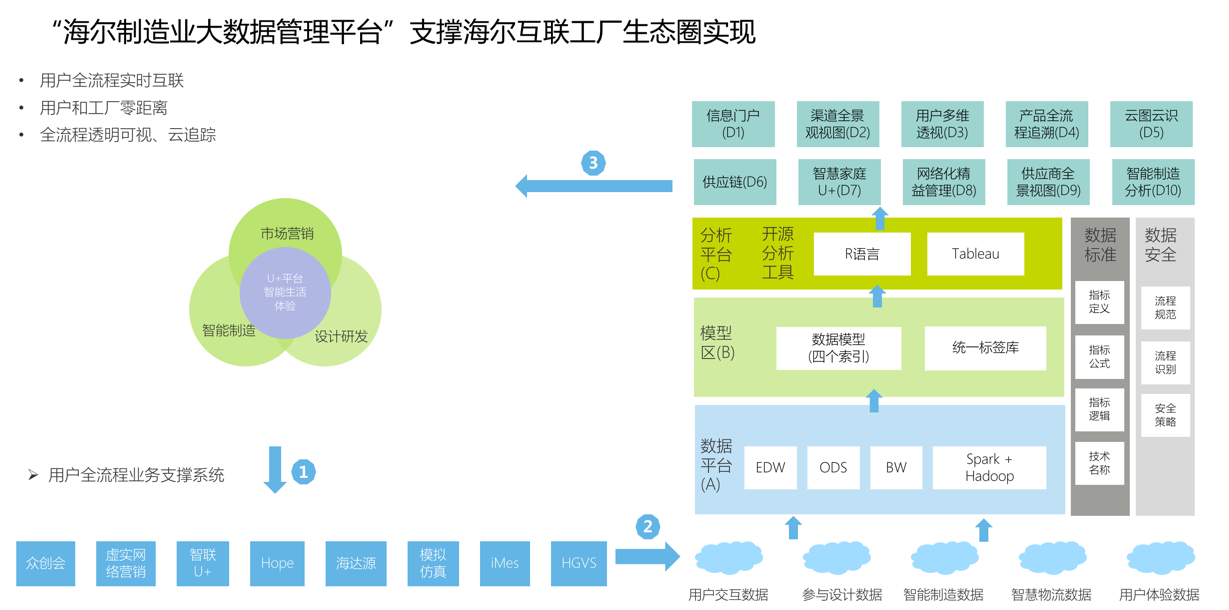 “海尔制造业大数据管理平台”支撑海尔互联工厂生态圈实现
• 用户全流程实时互联
• 用户和工厂零距离
• 全流程透明可视、云追踪
信息门户
(D1)
渠道全景
观视图(D2)
用户多维
透视(D3)
产品全流
程追溯(D4)
云图云识
(D5)
3
供应链(D6)
智慧家庭
U+(D7)
网络化精
益管理(D8)
供应商全
景视图(D9)
智能制造
分析(D10)
市场营销
U+平台
智能生活
体验
智能制造
设计研发
分析
平台
(C)
开源
分析
工具
R语言
Tableau
模型
区(B)
数据模型
(四个索引)
统一标签库
数据
平台
(A)
EDW
ODS
BW
Spark +
Hadoop
数据
标准
指标
定义
指标
公式
指标
逻辑
技术
名称
数据
安全
流程
规范
流程
识别
安全
策略
1
➢ 用户全流程业务支撑系统
众创会
虚实网
络营销
智联
U+
Hope
海达源
模拟
仿真
iMes
HGVS
2
用户交互数据
参与设计数据
智能制造数据
智慧物流数据
用户体验数据